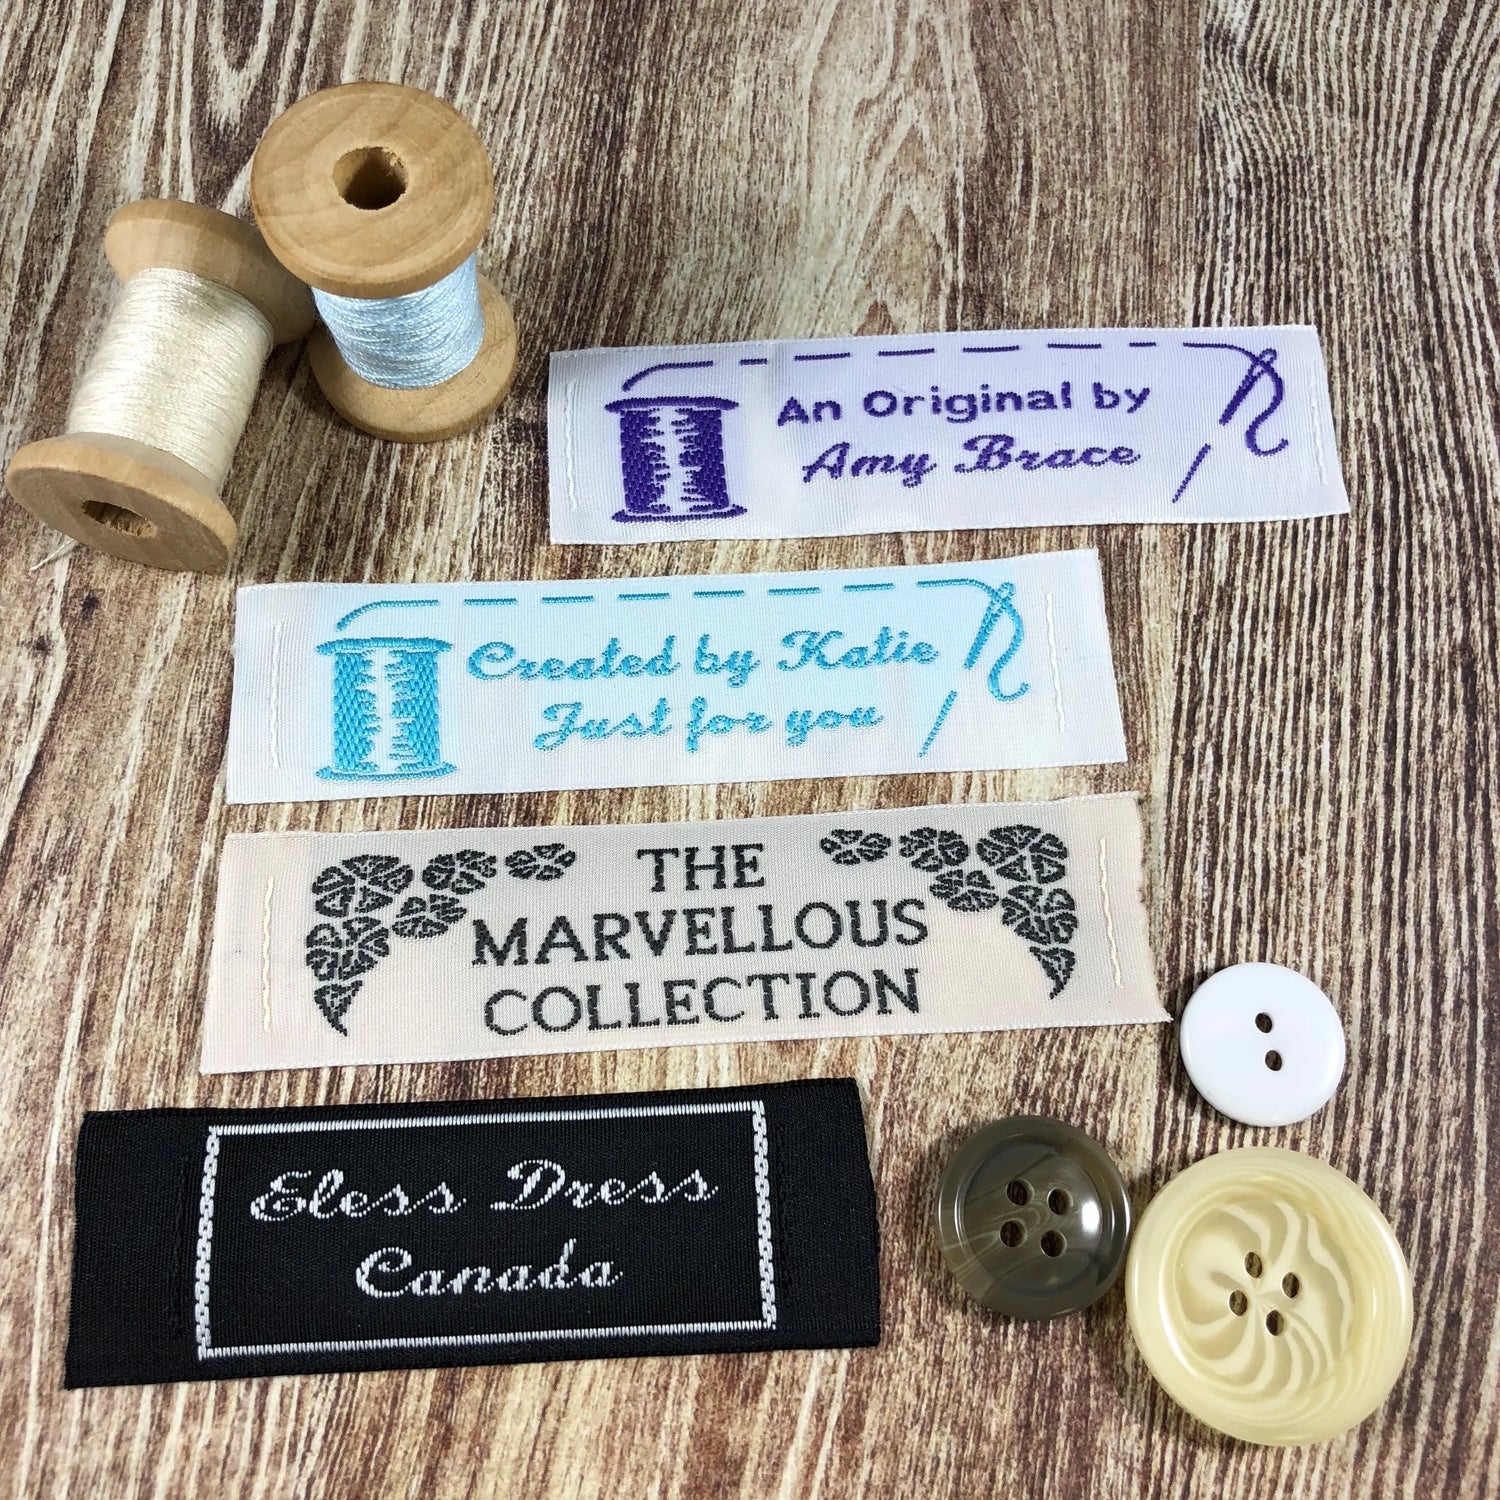 An Original by
Amy Brace
Created by Katie
Just for you
THE
MARVELLOUS
COLLECTION
Eless Dress
Canada